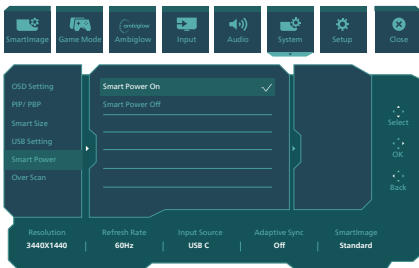 SmartImage
Game Mode
ambiglow
Ambiglow
Input
Audio
System
Setup
Close
OSD Setting
PIP/ PBP
Smart Size
USB Setting
Smart Power
Over Scan
Smart Power On
Smart Power Off
Select
OK
Back
Resolution
3440X1440
Refresh Rate
60Hz
Input Source
USB C
Adaptive Sync
Off
SmartImage
Standard